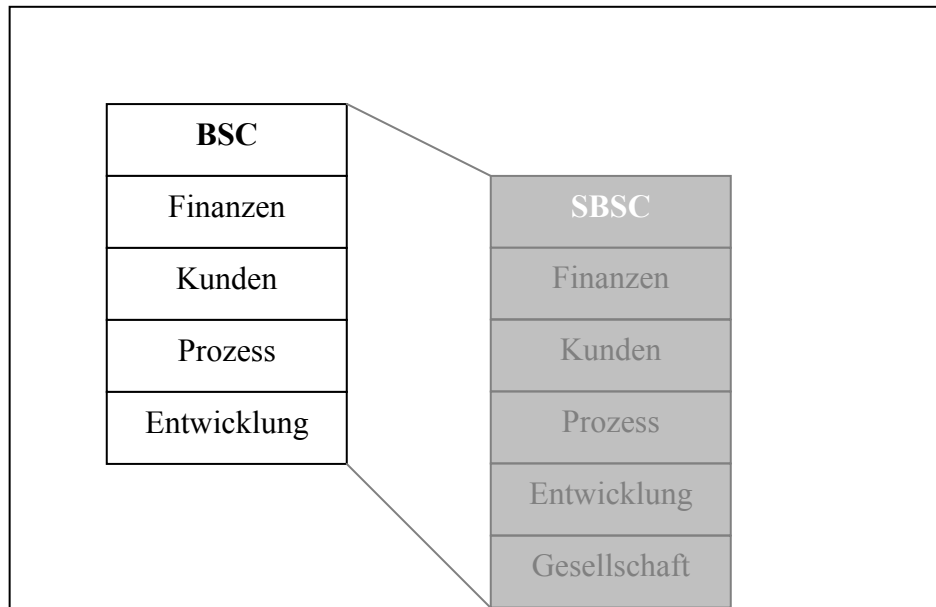 BSC
Finanzen
Kunden
Prozess
Entwicklung
SBSC
Finanzen
Kunden
Prozess
Entwicklung
Gesellschaft